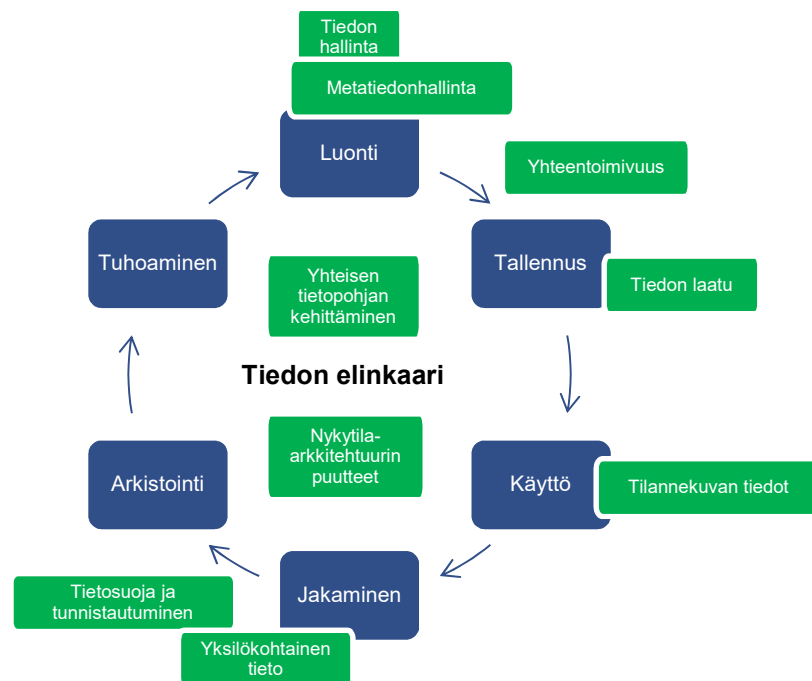 Tiedon
hallinta
Metatiedonhallinta
Luonti
Yhteentoimivuus
Tuhoaminen
Tallennus
Tiedon laatu
Yhteisen
tietopohjan
kehittäminen
Tiedon elinkaari
Nykytila-
arkkitehtuurin
puutteet
Arkistointi
Käyttö
Tilannekuvan tiedot
Jakaminen
Tietosuoja ja
tunnistautuminen
Yksilökohtainen
tieto